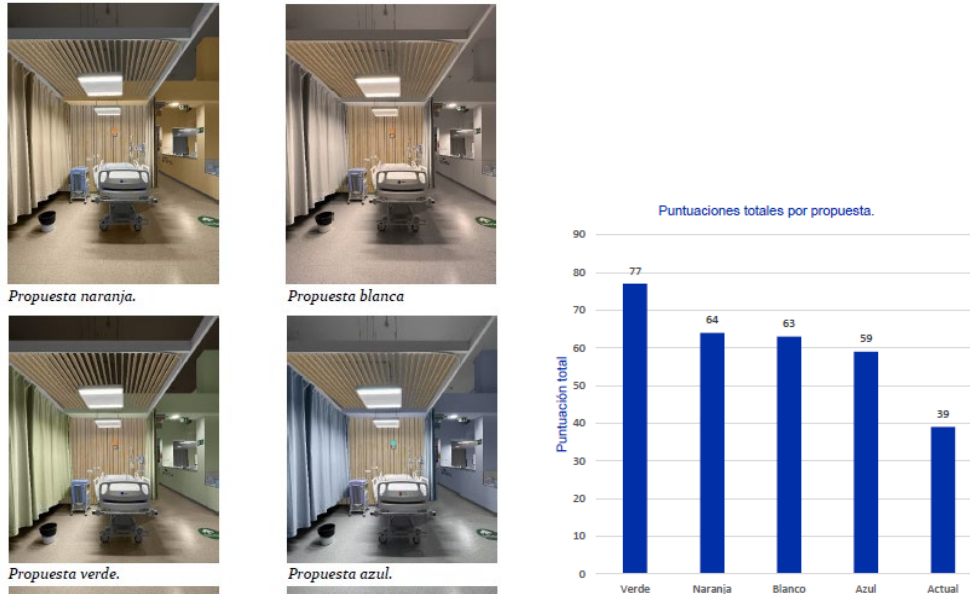 Propuesta naranja.
Propuesta blanca
Propuesta verde.
Propuesta azul.
Puntuaciones totales por propuesta.
Puntuación total
90
80
70
60
50
40
30
20
10
0
77
64
63
59
39
Verde Naranja Blanco Azul Actual